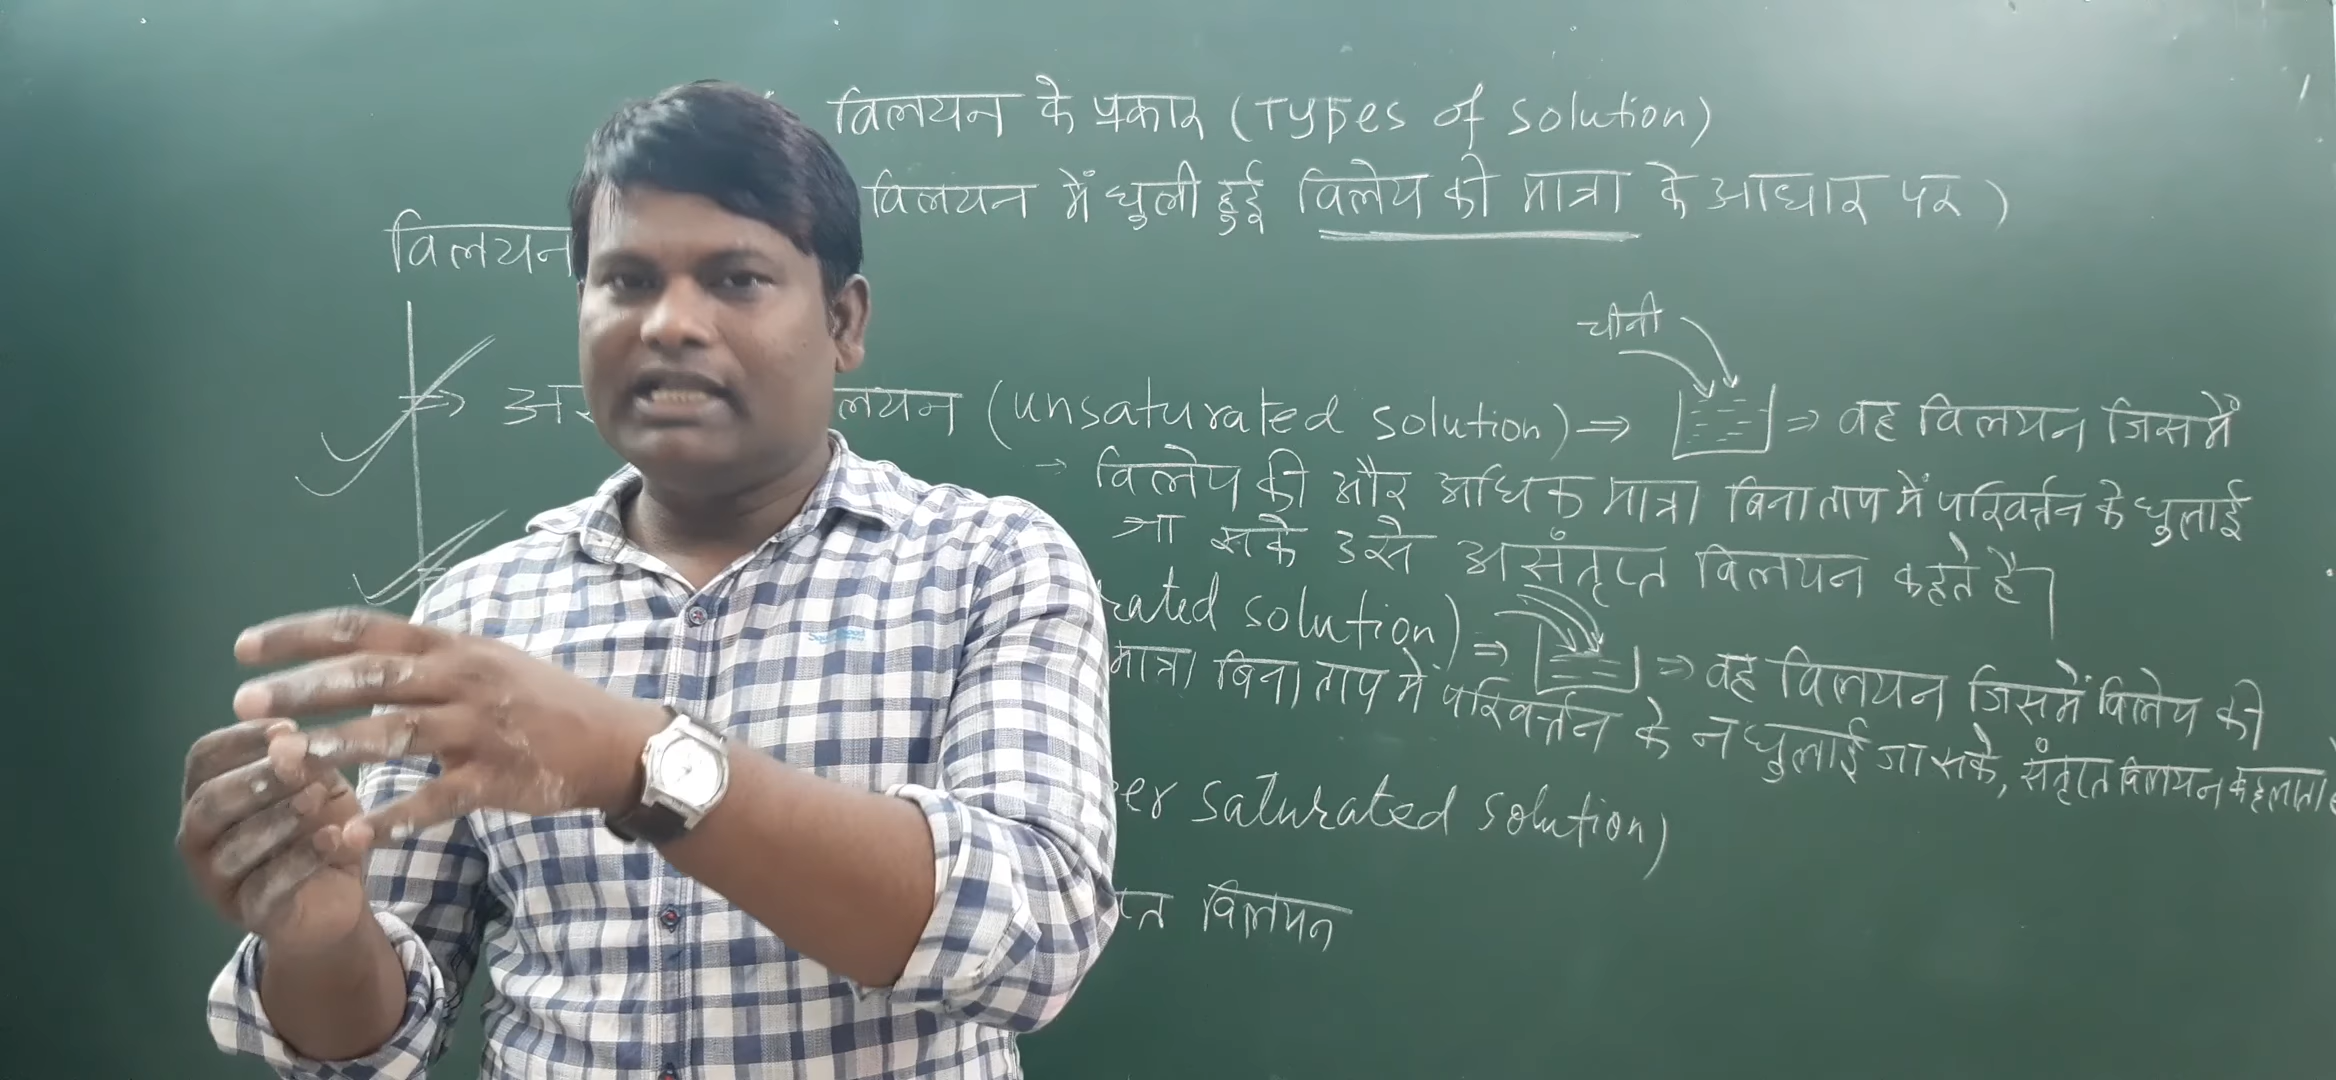 विलयन के प्रकार (Types of solution)
विलयन में घुली हुई विलेय की मात्रा के आधार पर)
विलयन
चीनी
अस लयन (unsaturated solution) ⇒ ⇒ वह विलयन जिसमें
→ विलेय की और अधिक मात्रा बिना ताप में परिवर्त्तन के घुलाई
जा सके उसे असंतृप्त विलयन कहते है।
rated solution) ⇒ ⇒ वह विलयन जिसमें विलेय की
मात्रा बिना ताप में परिवर्त्तन के न घुलाई जा सके, संतृप्त विलयन कहलाता
er saturated solution)
प्त विलयन